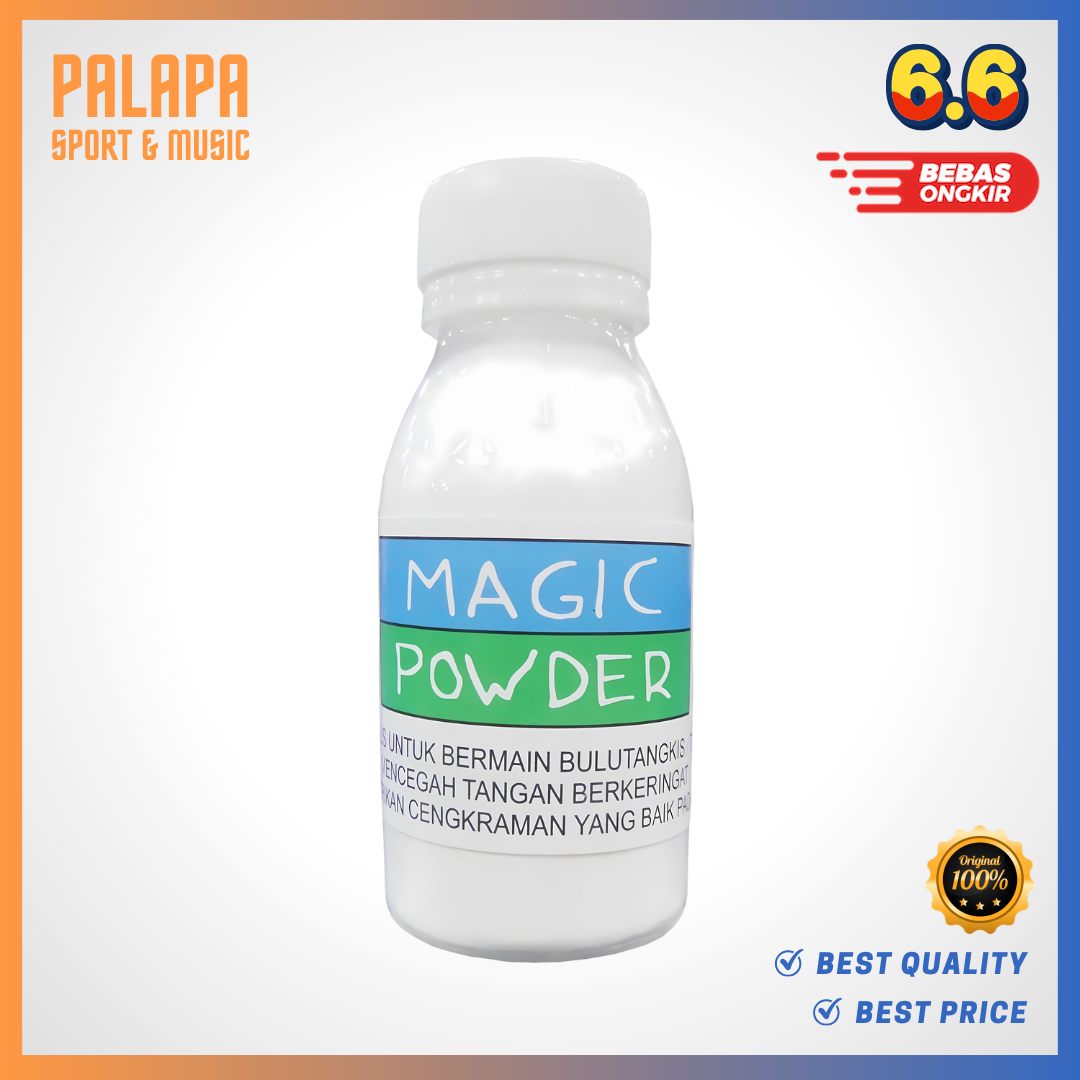 PALAPA
SPORT & MUSIC
6.6
BEBAS
ONGKIR
MAGIC
POWDER
UNTUK BERMAIN BULUTANGKIS
MENCEGAH TANGAN BERKERINGAT
CENGKRAMAN YANG BAIK
Original
100%
BEST QUALITY
BEST PRICE